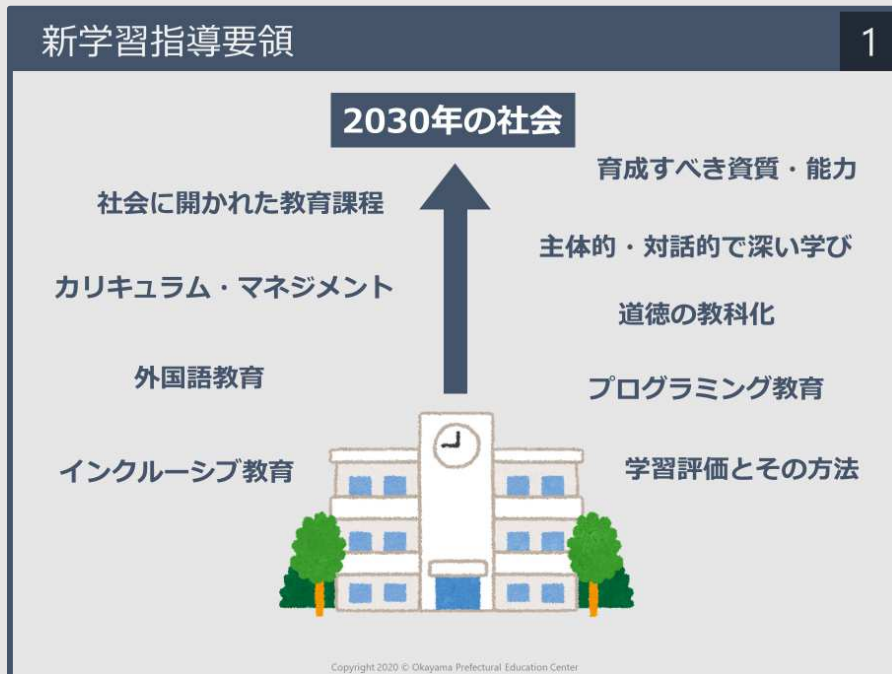 新学習指導要領
1
2030年の社会
社会に開かれた教育課程
カリキュラム・マネジメント
外国語教育
インクルーシブ教育
育成すべき資質・能力
主体的・対話的で深い学び
道徳の教科化
プログラミング教育
学習評価とその方法
Copyright 2020 © Okayama Prefectural Education Center